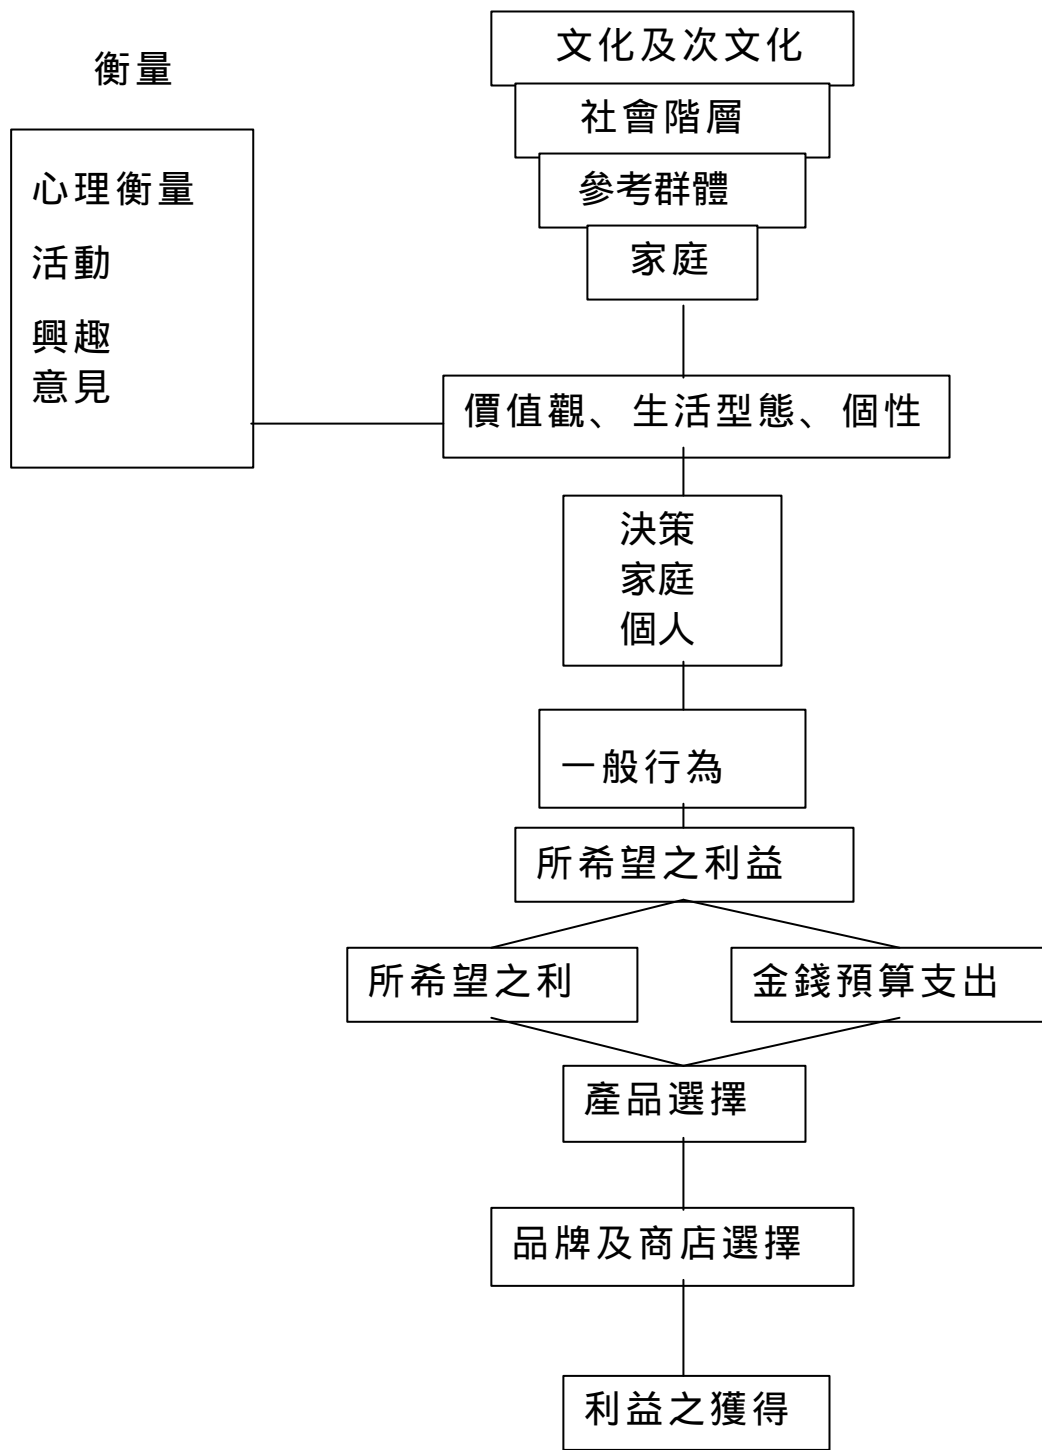 衡量
心理衡量
活動
興趣
意見
文化及次文化
社會階層
參考群體
家庭
價值觀、生活型態、個性
決策
家庭
個人
一般行為
所希望之利益
所希望之利
金錢預算支出
產品選擇
品牌及商店選擇
利益之獲得